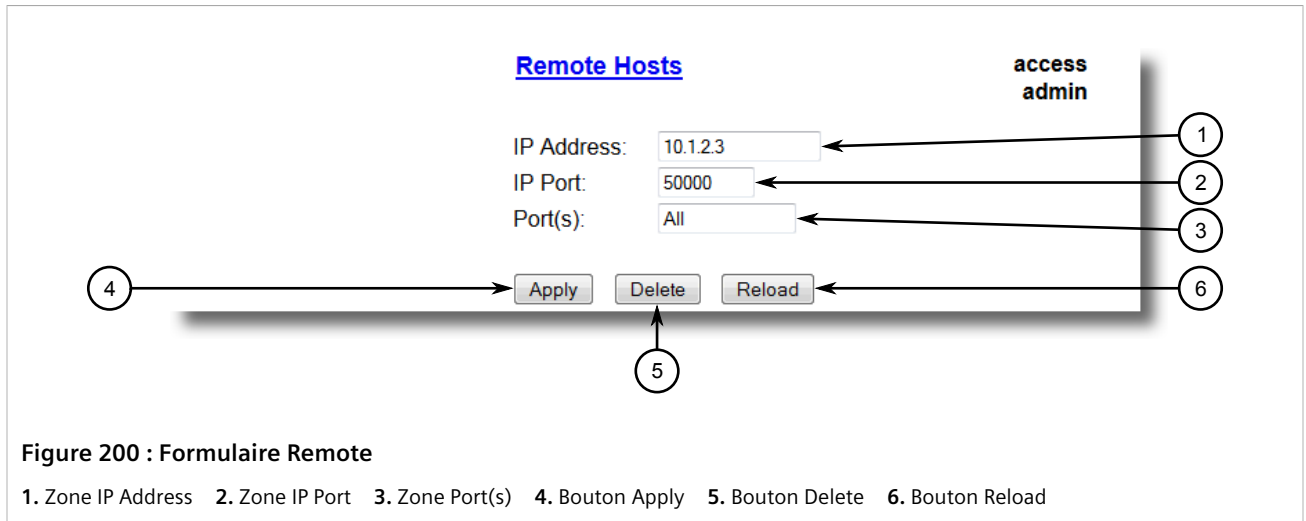 Remote Hosts
access
admin
IP Address: 10.1.2.3
1
IP Port: 50000
2
Port(s): All
3
4
Apply Delete Reload
6
5
Figure 200 : Formulaire Remote
1. Zone IP Address 2. Zone IP Port 3. Zone Port(s) 4. Bouton Apply 5. Bouton Delete 6. Bouton Reload